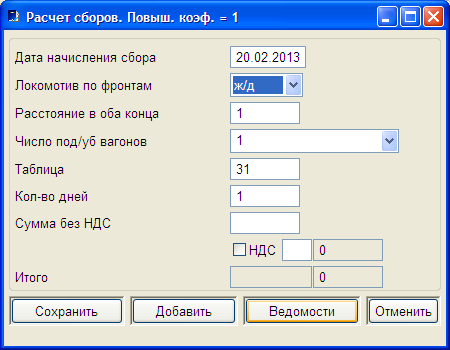 Расчет сборов. Повыш. коэф. = 1
Дата начисления сбора 20.02.2013
Локомотив по фронтам ж/д
Расстояние в оба конца 1
Число под/уб вагонов 1
Таблица 31
Кол-во дней 1
Сумма без НДС
НДС 0
Итого 0
Сохранить Добавить Ведомости Отменить